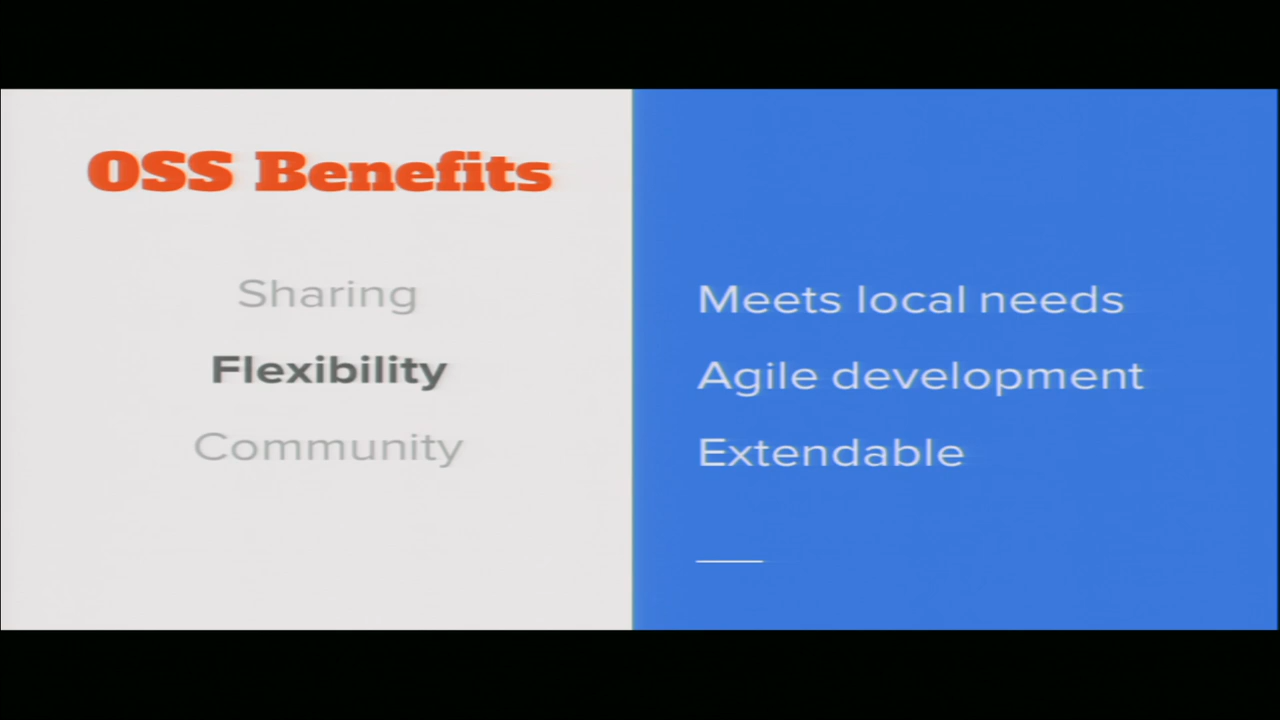 OSS Benefits
Sharing
Flexibility
Community
Meets local needs
Agile development
Extendable